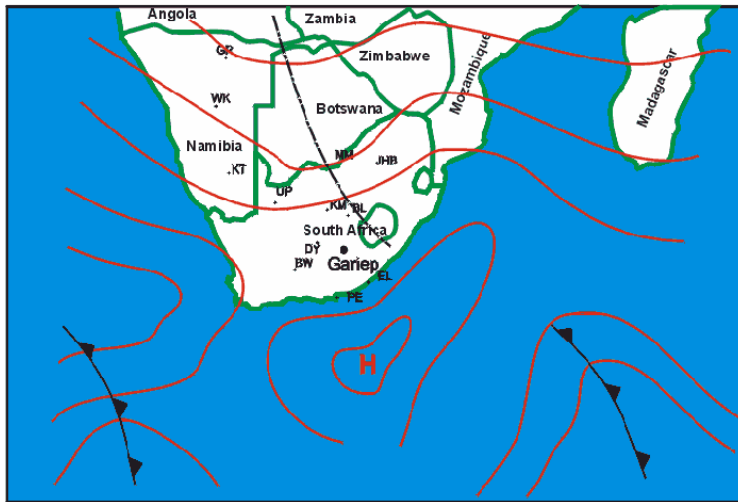 Angola
Zambia
GR
Zimbabwe
Mozambique
Madagascar
WK
Botswana
Namibia
MM
JHB
KT
UP
KM
BL
South Africa
DY
BW
Gariep
EL
PE
H